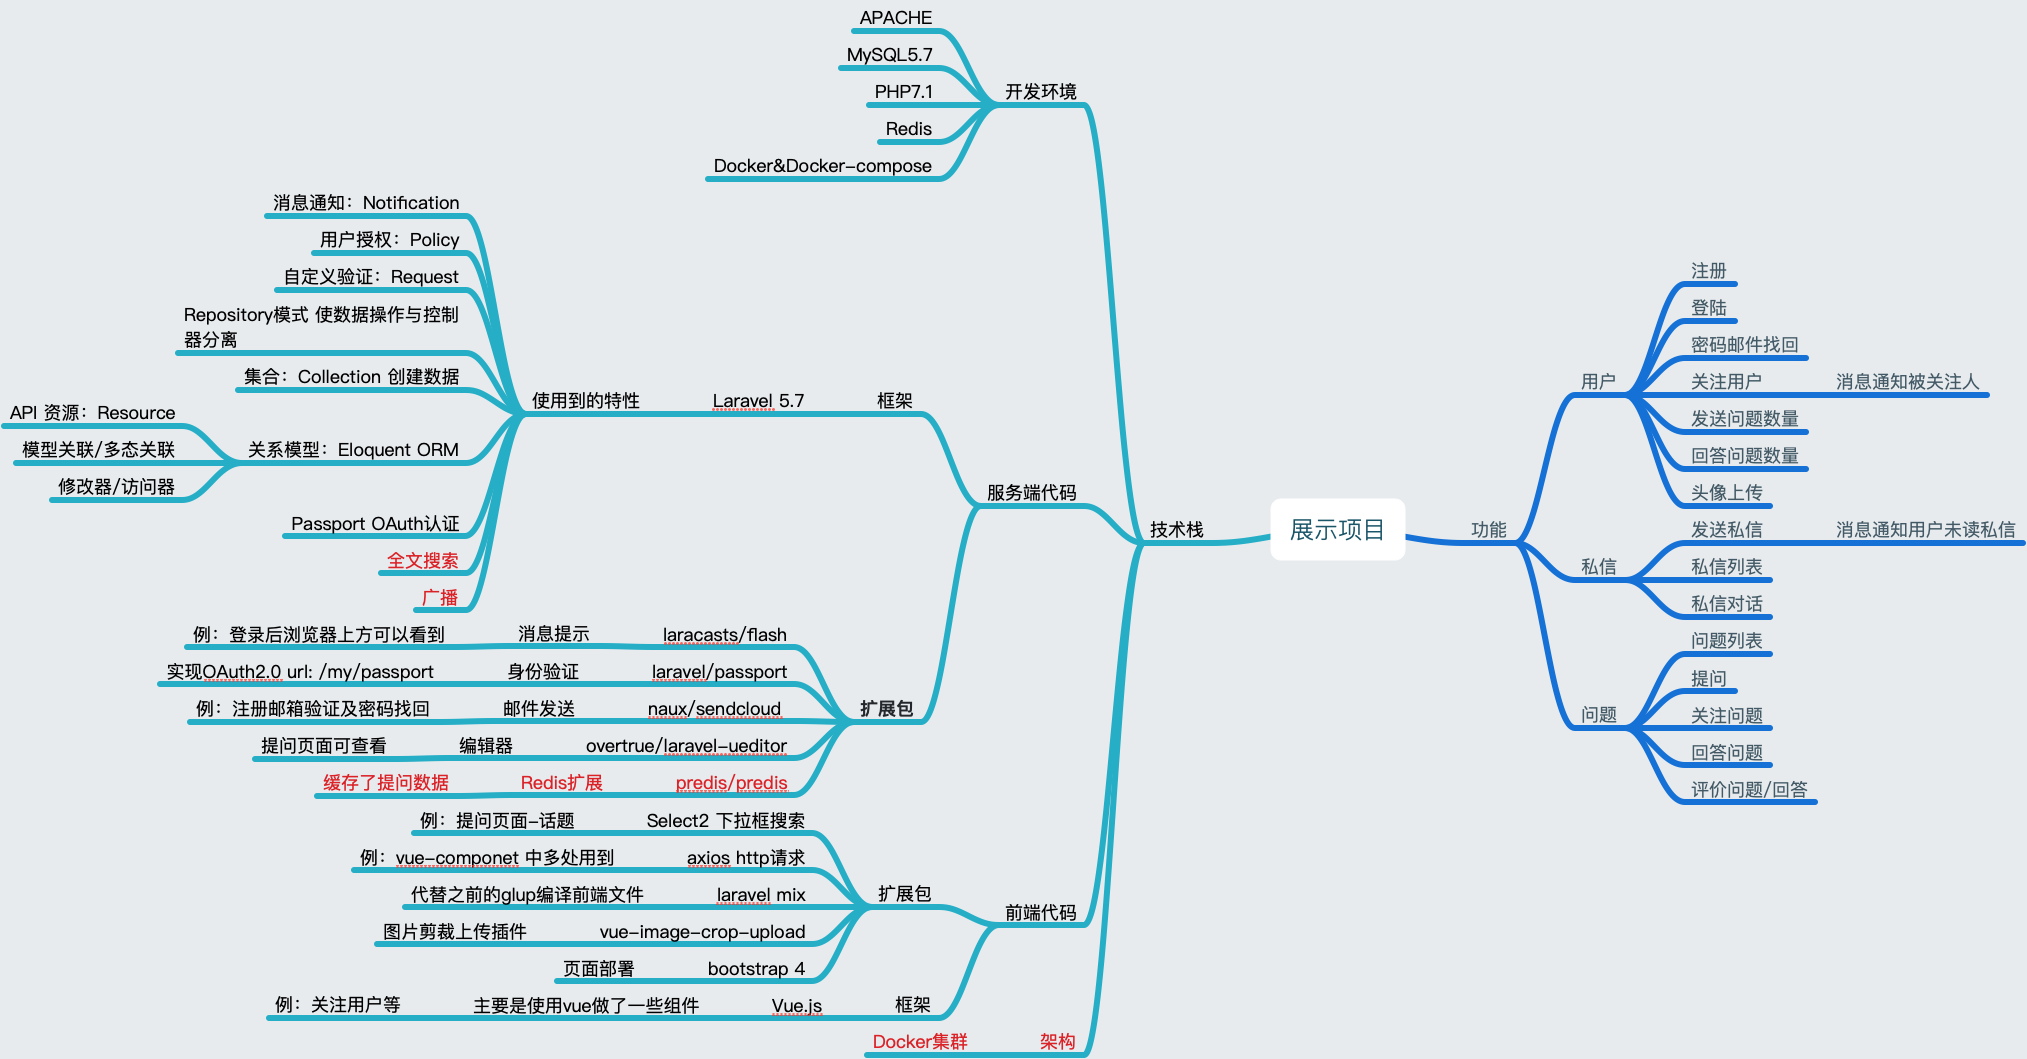 APACHE
MySQL5.7
PHP7.1
Redis
Docker&Docker-compose
开发环境
消息通知：Notification
用户授权：Policy
自定义验证：Request
Repository模式 使数据操作与控制
器分离
集合：Collection 创建数据
API 资源：Resource
模型关联/多态关联
修改器/访问器
关系模型：Eloquent ORM
Passport OAuth认证
全文搜索
广播
使用到的特性
Laravel 5.7
框架
例：登录后浏览器上方可以看到
消息提示
laracasts/flash
实现OAuth2.0 url: /my/passport
身份验证
laravel/passport
例：注册邮箱验证及密码找回
邮件发送
naux/sendcloud
提问页面可查看
编辑器
overtrue/laravel-ueditor
缓存了提问数据
Redis扩展
predis/predis
扩展包
服务端代码
例：提问页面-话题
Select2 下拉框搜索
例：vue-componet 中多处用到
axios http请求
代替之前的glup编译前端文件
laravel mix
图片剪裁上传插件
vue-image-crop-upload
页面部署
bootstrap 4
扩展包
例：关注用户等
主要是使用vue做了一些组件
Vue.js
框架
前端代码
Docker集群
架构
技术栈
展示项目
功能
用户
注册
登陆
密码邮件找回
关注用户
消息通知被关注人
发送问题数量
回答问题数量
头像上传
私信
发送私信
消息通知用户未读私信
私信列表
私信对话
问题
问题列表
提问
关注问题
回答问题
评价问题/回答